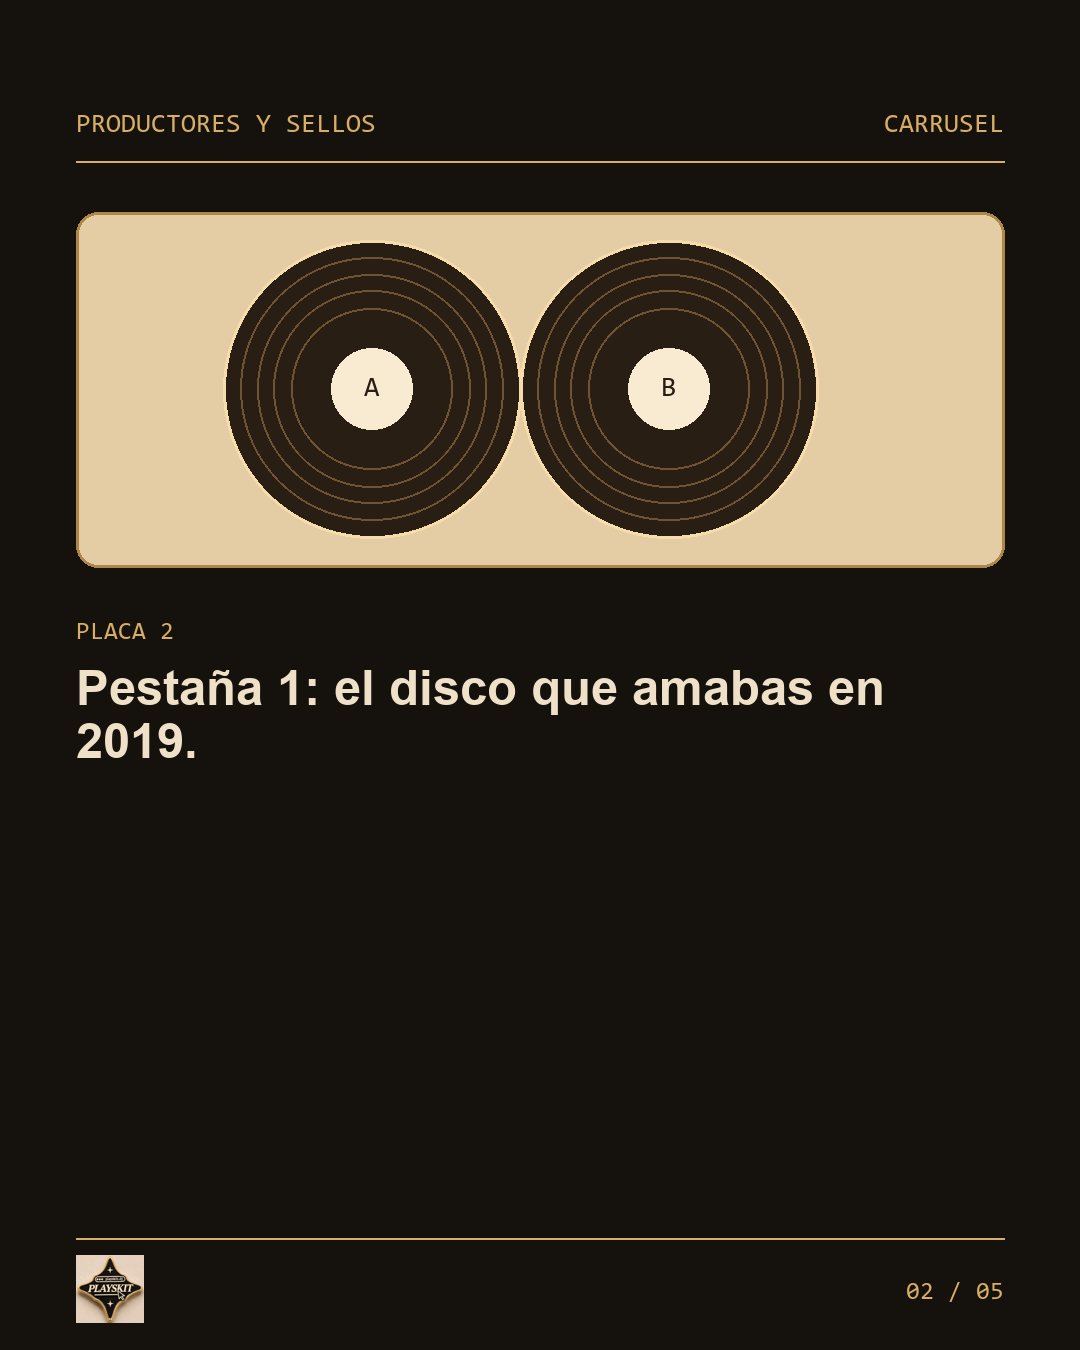 PRODUCTORES Y SELLOS
CARRUSEL
A
B
PLACA 2
Pestaña 1: el disco que amabas en
2019.
PLAYSKIT
02 / 05